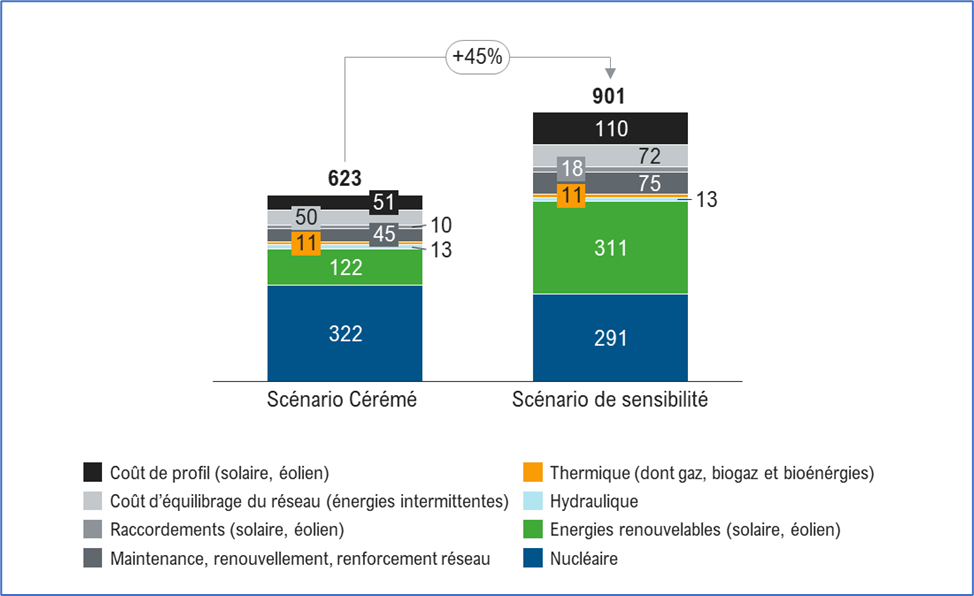 +45%
901
110
72
18
75
11
13
311
291
623
51
50
10
45
11
13
122
322
Scénario Cérémé
Scénario de sensibilité
Coût de profil (solaire, éolien)
Coût d'équilibrage du réseau (énergies intermittentes)
Raccordements (solaire, éolien)
Maintenance, renouvellement, renforcement réseau
Thermique (dont gaz, biogaz et bioénérgies)
Hydraulique
Energies renouvelables (solaire, éolien)
Nucléaire